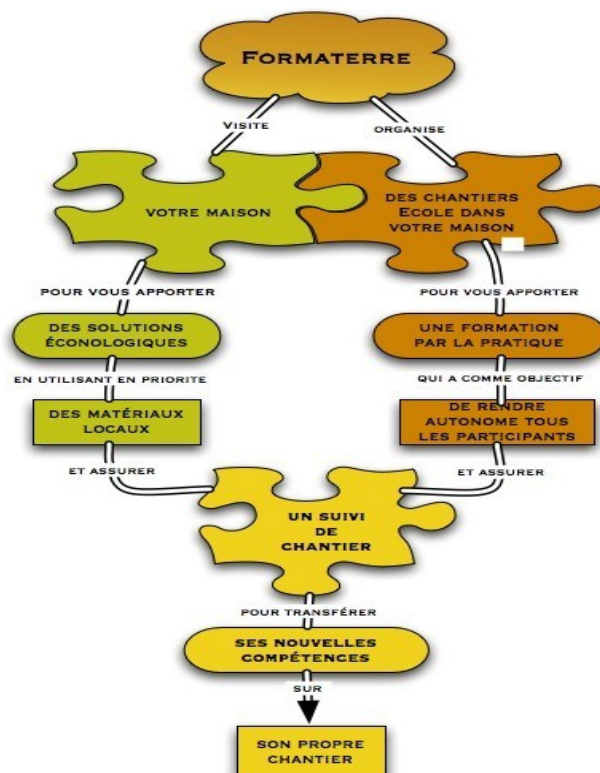 FORMATERRE
VISITE
ORGANISE
VOTRE MAISON
DES CHANTIERS
ECOLE DANS
VOTRE MAISON
POUR VOUS APPORTER
POUR VOUS APPORTER
DES SOLUTIONS
ÉCONOLOGIQUES
UNE FORMATION
PAR LA PRATIQUE
EN UTILISANT EN PRIORITE
QUI A COMME OBJECTIF
DES MATÉRIAUX
LOCAUX
DE RENDRE
AUTONOME TOUS
LES PARTICIPANTS
ET ASSURER
ET ASSURER
UN SUIVI
DE
CHANTIER
POUR TRANSFÉRER
SES NOUVELLES
COMPÉTENCES
SUR
SON PROPRE
CHANTIER